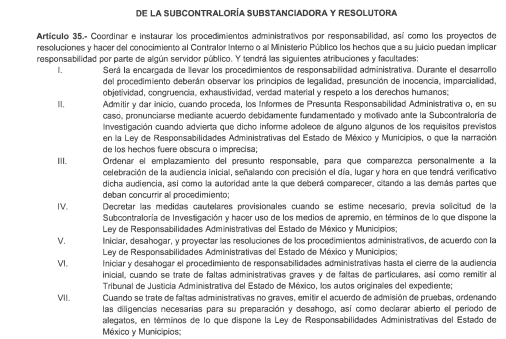 DE LA SUBCONTRALORÍA SUBSTANCIADORA Y RESOLUTORA
Artículo 35.- Coordinar e instaurar los procedimientos administrativos por responsabilidad, así como los proyectos de
resoluciones y hacer del conocimiento al Contralor Interno o al Ministerio Público los hechos que a su juicio puedan implicar
responsabilidad por parte de algún servidor público. Y tendrá las siguientes atribuciones y facultades:
I. Será la encargada de llevar los procedimientos de responsabilidad administrativa. Durante el desarrollo
del procedimiento deberán observar los principios de legalidad, presunción de inocencia, imparcialidad,
objetividad, congruencia, exhaustividad, verdad material y respeto a los derechos humanos;
II. Admitir y dar inicio, cuando proceda, los Informes de Presunta Responsabilidad Administrativa o, en su
caso, pronunciarse mediante acuerdo debidamente fundamentado y motivado ante la Subcontraloría de
Investigación cuando advierta que dicho informe adolece de alguno algunos de los requisitos previstos
en la Ley de Responsabilidades Administrativas del Estado de México y Municipios, o que la narración
de los hechos fuere obscura o imprecisa;
III. Ordenar el emplazamiento del presunto responsable, para que comparezca personalmente a la
celebración de la audiencia inicial, señalando con precisión el día, lugar y hora en que tendrá verificativo
dicha audiencia, así como la autoridad ante la que deberá comparecer, citando a las demás partes que
deban concurrir al procedimiento;
IV. Decretar las medidas cautelares provisionales cuando se estime necesario, previa solicitud de la
Subcontraloría de Investigación y hacer uso de los medios de apremio, en términos de lo que dispone la
Ley de Responsabilidades Administrativas del Estado de México y Municipios;
V. Iniciar, desahogar, y proyectar las resoluciones de los procedimientos administrativos, de acuerdo con la
Ley de Responsabilidades Administrativas del Estado de México y Municipios;
VI. Iniciar y desahogar el procedimiento de responsabilidades administrativas hasta el cierre de la audiencia
inicial, cuando se trate de faltas administrativas graves y de faltas de particulares, así como remitir al
Tribunal de Justicia Administrativa del Estado de México, los autos originales del expediente;
VII. Cuando se trate de faltas administrativas no graves, emitir el acuerdo de admisión de pruebas, ordenando
las diligencias necesarias para su preparación y desahogo, así como declarar abierto el periodo de
alegatos, en términos de lo que dispone la Ley de Responsabilidades Administrativas del Estado de
México y Municipios;